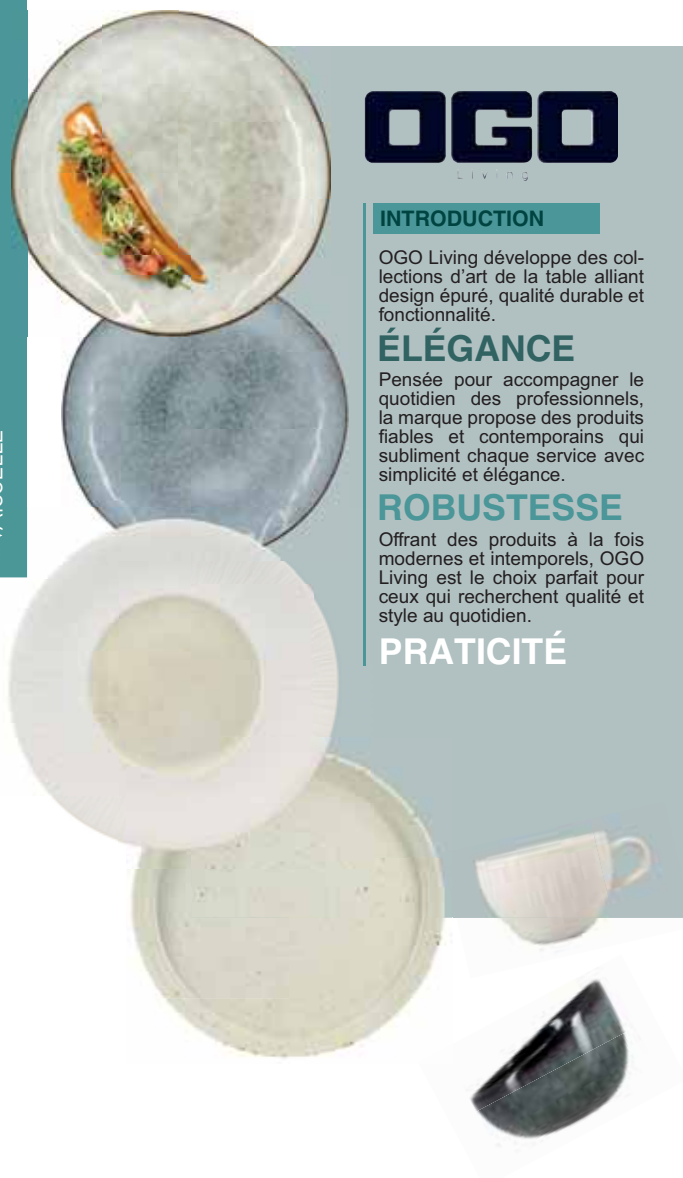 OGO
Living
INTRODUCTION
OGO Living développe des col-
lections d’art de la table alliant
design épuré, qualité durable et
fonctionnalité.
ÉLÉGANCE
Pensée pour accompagner le
quotidien des professionnels,
la marque propose des produits
fiables et contemporains qui
subliment chaque service avec
simplicité et élégance.
ROBUSTESSE
Offrant des produits à la fois
modernes et intemporels, OGO
Living est le choix parfait pour
ceux qui recherchent qualité et
style au quotidien.
PRATICITÉ